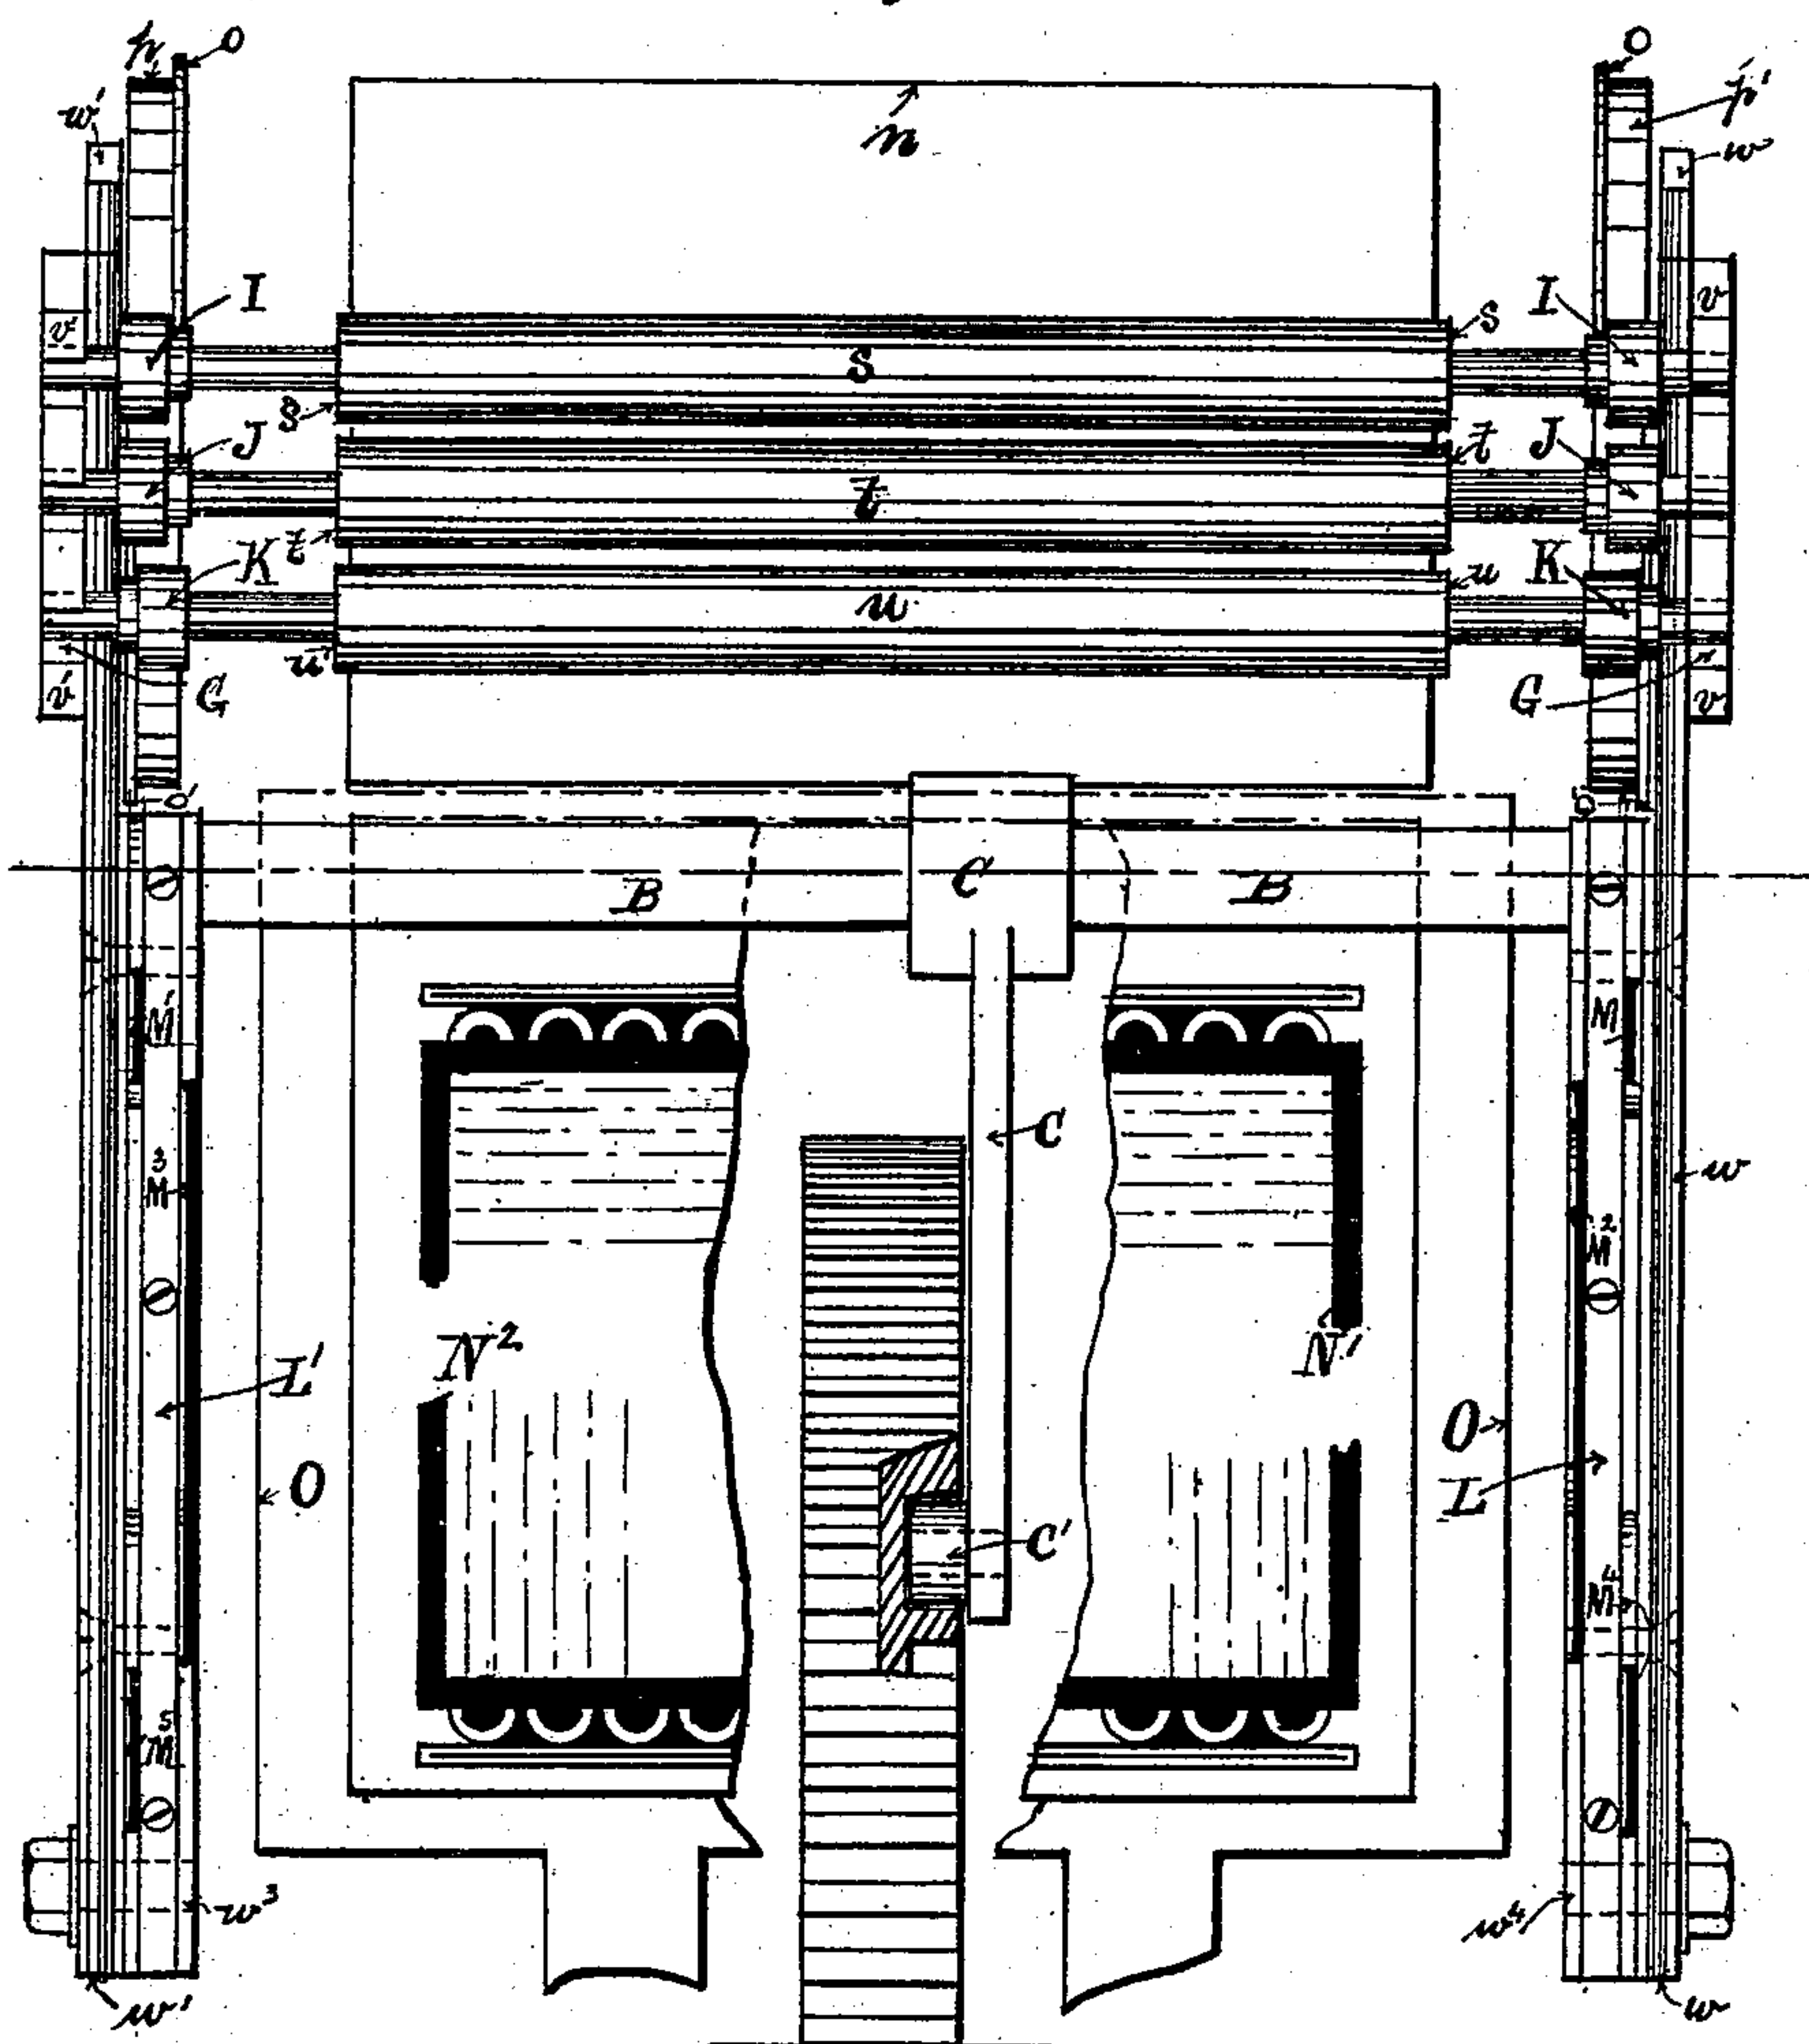 p o o
w' n p'
w
I I v
v s s
s
J t J
t
t K
K u u
u'
v' G G v
o' o
C
B B
M' M
C
M³ w
M²
N² N'
L' O
O L
C'
M⁴
M⁵
w³ w⁴
w' w